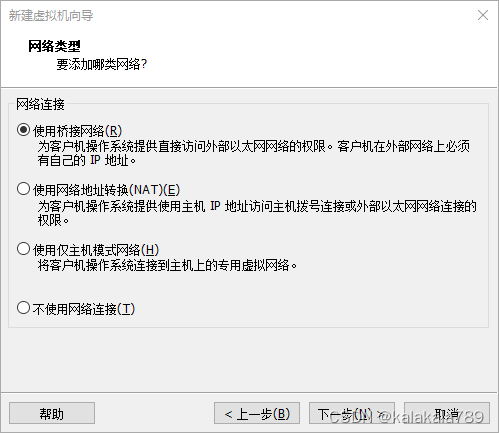 新建虚拟机向导
网络类型
要添加哪类网络?
网络连接
使用桥接网络(R)
为客户机操作系统提供直接访问外部以太网网络的权限。客户机在外部网络上必须
有自己的 IP 地址。
使用网络地址转换(NAT)(E)
为客户机操作系统提供使用主机 IP 地址访问主机拨号连接或外部以太网网络连接的
权限。
使用仅主机模式网络(H)
将客户机操作系统连接到主机上的专用虚拟网络。
不使用网络连接(T)
帮助 < 上一步(B) 下一步(N) > 取消
CSDN @kalakala789